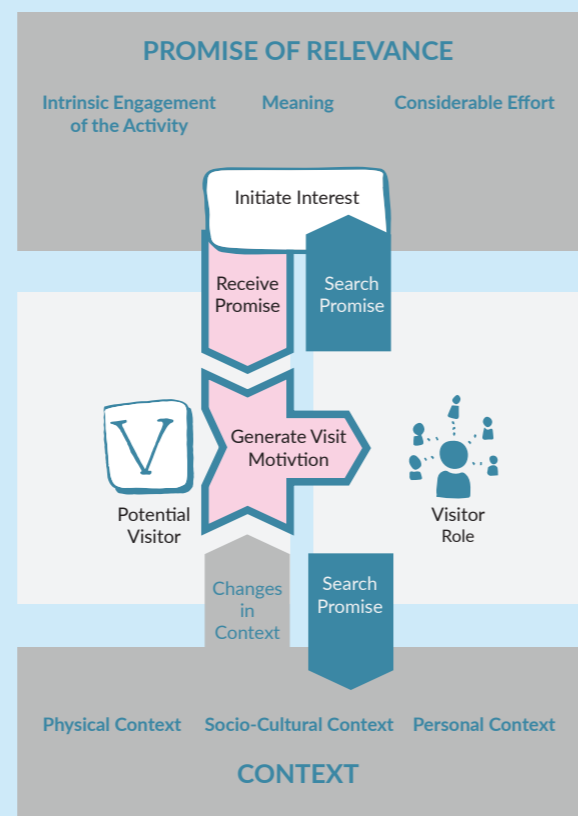 PROMISE OF RELEVANCE
Intrinsic Engagement
of the Activity
Meaning
Considerable Effort
Initiate Interest
Receive
Promise
Search
Promise
V
Generate Visit
Motivtion
Potential
Visitor
Visitor
Role
Changes
in
Context
Search
Promise
Physical Context
Socio-Cultural Context
Personal Context
CONTEXT